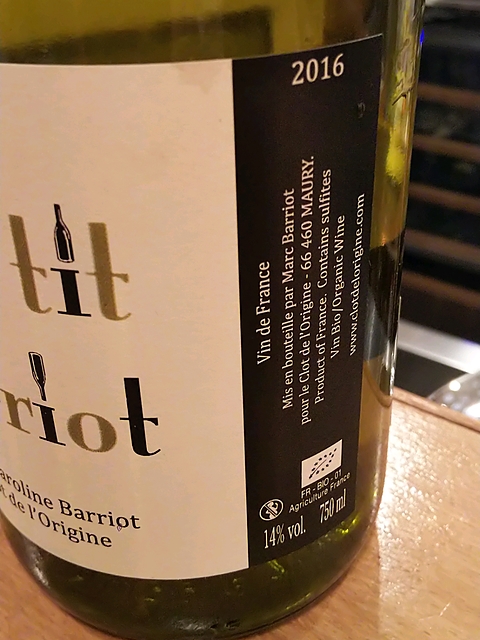 2016
tit
riot
aroline Barriot
t de l'Origine
Vin de France
Mis en bouteille par Marc Barriot
pour le Clot de l'Origine - 66 460 MAURY.
Product of France. Contains sulfites
Vin Bio/Organic Wine
www.clotdelorigine.com
FR - BIO - 01
Agriculture France
14% vol. 750 ml